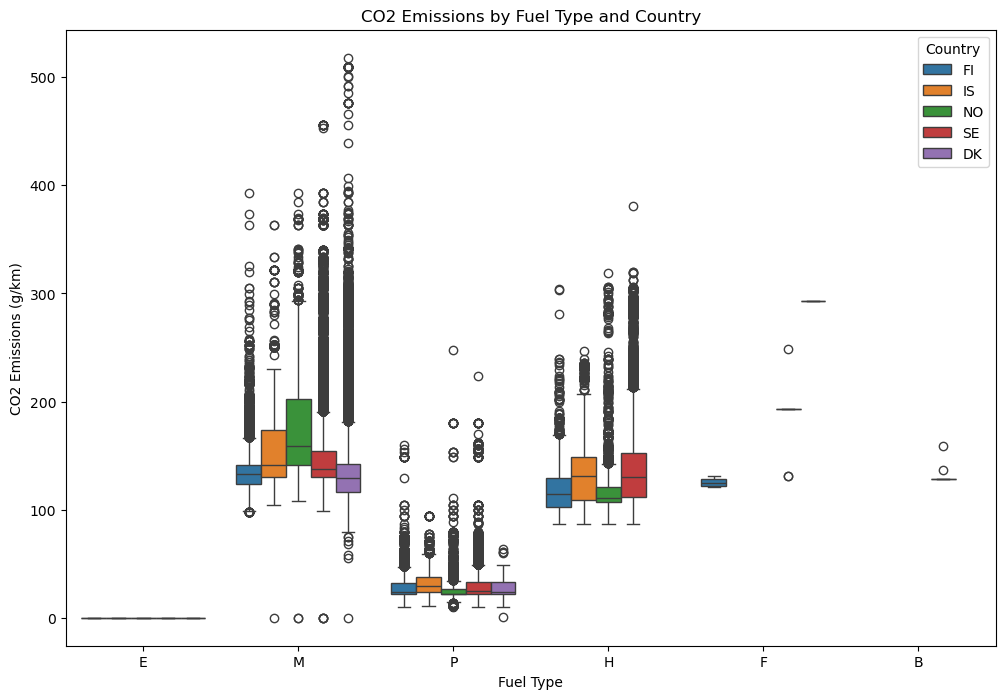 CO2 Emissions by Fuel Type and Country
Country
FI
IS
NO
SE
DK
CO2 Emissions (g/km)
500
400
300
200
100
0
E M P H F B
Fuel Type